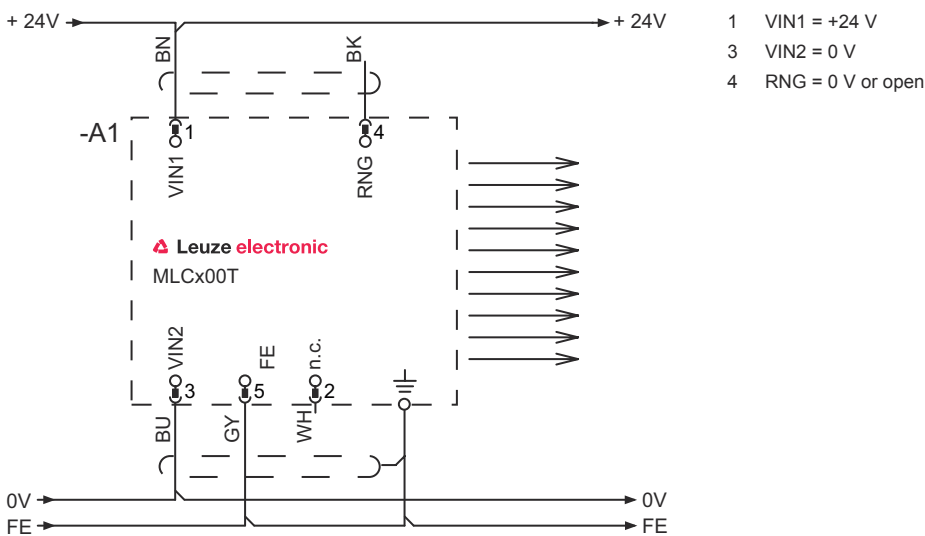 + 24V
+ 24V
1 VIN1 = +24 V
3 VIN2 = 0 V
4 RNG = 0 V or open
BN
BK
-A1
1
4
VIN1
RNG
Leuze electronic
MLCx00T
VIN2
FE
n.c.
3
5
2
BU
GY
WH
0V
0V
FE
FE